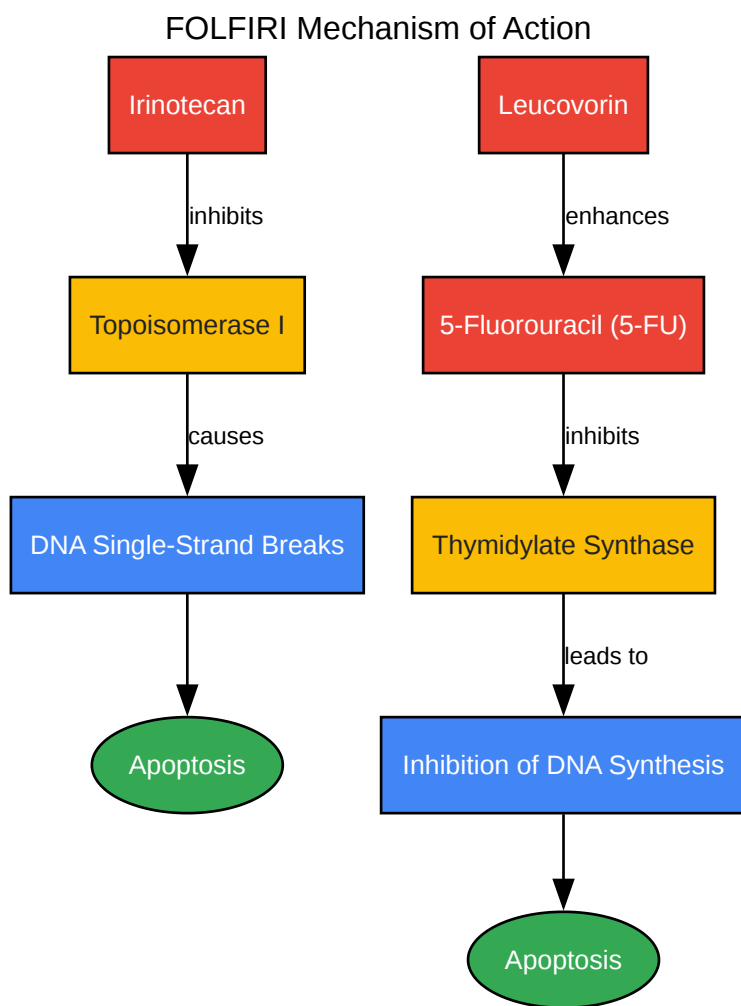 FOLFIRI Mechanism of Action
Irinotecan
inhibits
Topoisomerase I
causes
DNA Single-Strand Breaks
Apoptosis
Leucovorin
enhances
5-Fluorouracil (5-FU)
inhibits
Thymidylate Synthase
leads to
Inhibition of DNA Synthesis
Apoptosis